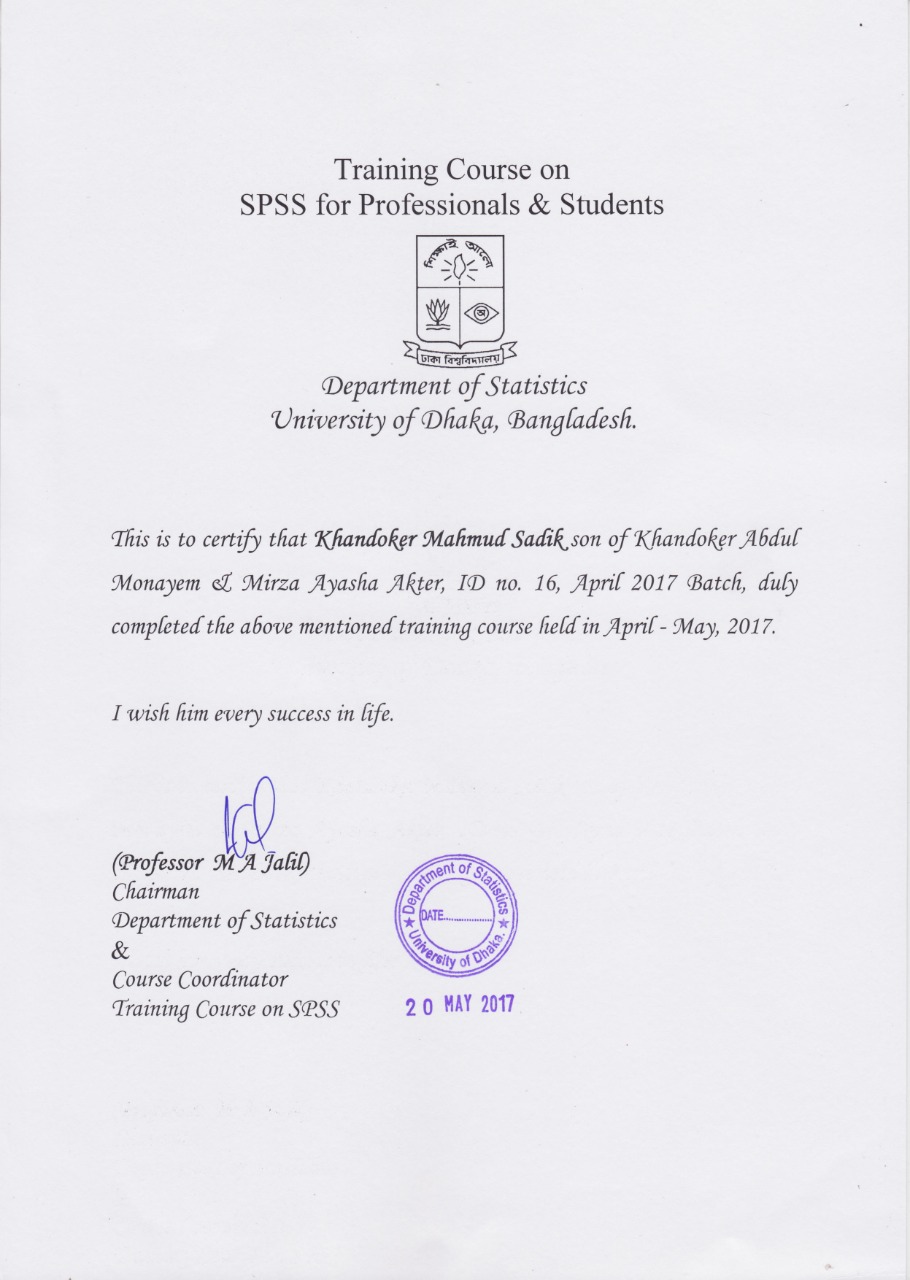 Training Course on
SPSS for Professionals & Students
শিক্ষাই আলো
অ
ঢাকা বিশ্ববিদ্যালয়
Department of Statistics
University of Dhaka, Bangladesh.
This is to certify that Khandoker Mahmud Sadik son of Khandoker Abdul
Monayem & Mirza Ayasha Akter, ID no. 16, April 2017 Batch, duly
completed the above mentioned training course held in April - May, 2017.
I wish him every success in life.
(Professor M A Jalil)
Chairman
Department of Statistics
&
Course Coordinator
Training Course on SPSS
Department of Statistics
DATE....................
★ University of Dhaka. ★
20 MAY 2017